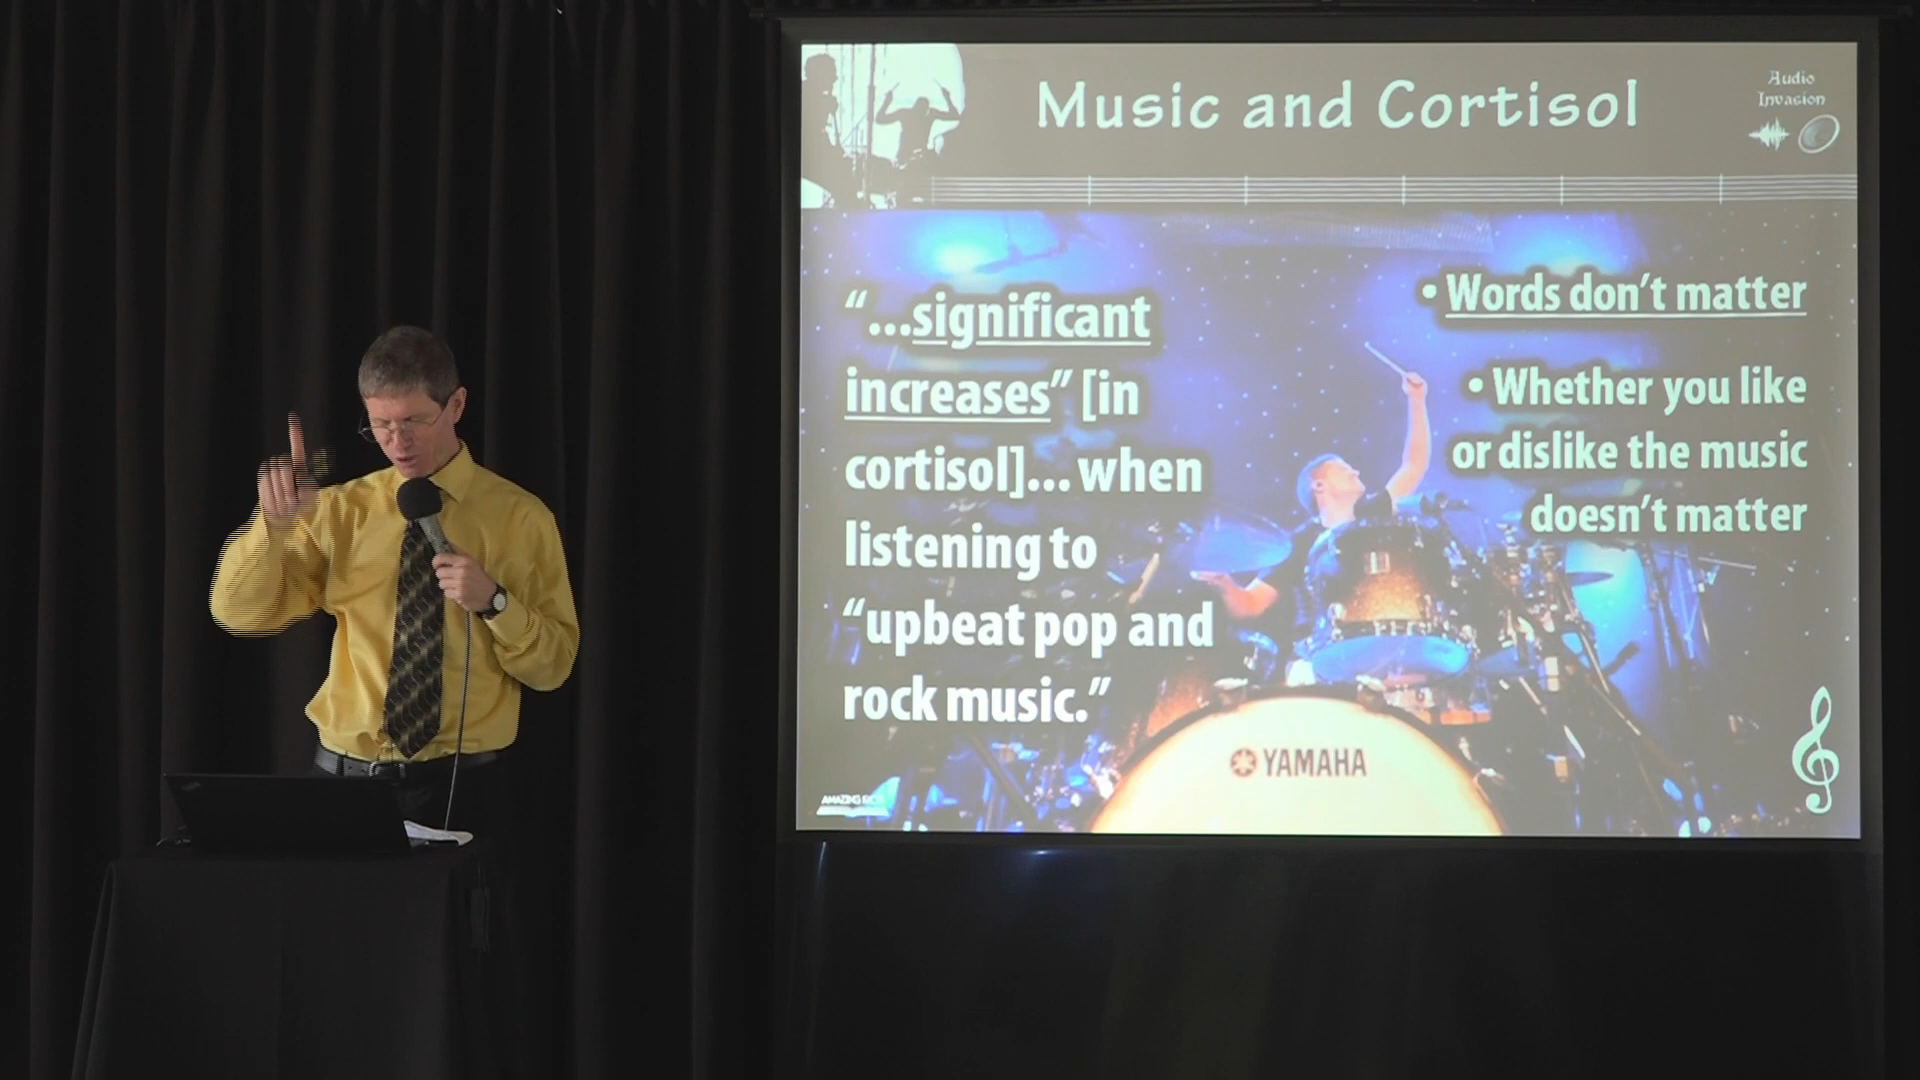 Music and Cortisol
Audio
Invasion
“...significant
increases” [in
cortisol]... when
listening to
“upbeat pop and
rock music.”
• Words don’t matter
• Whether you like
or dislike the music
doesn’t matter
YAMAHA
AMAZING